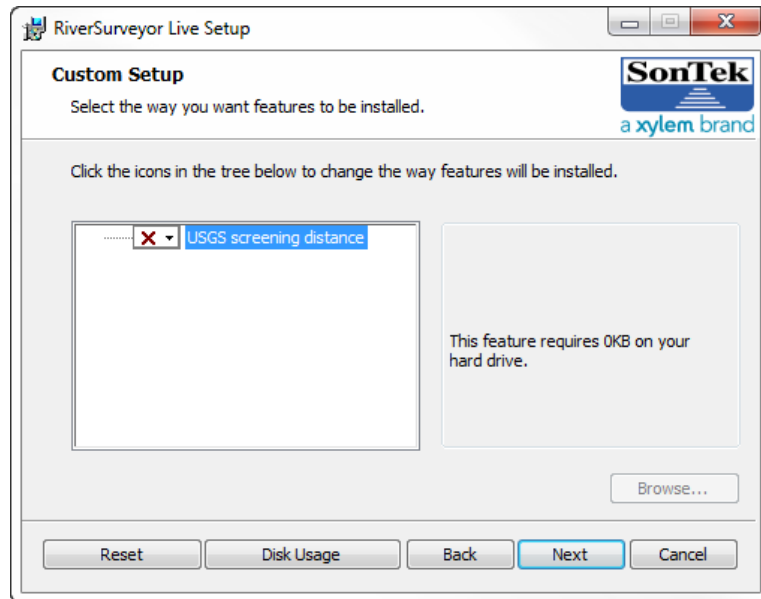 RiverSurveyor Live Setup
Custom Setup
Select the way you want features to be installed.
SonTek
a xylem brand
Click the icons in the tree below to change the way features will be installed.
USGS screening distance
This feature requires 0KB on your
hard drive.
Browse...
Reset Disk Usage Back Next Cancel